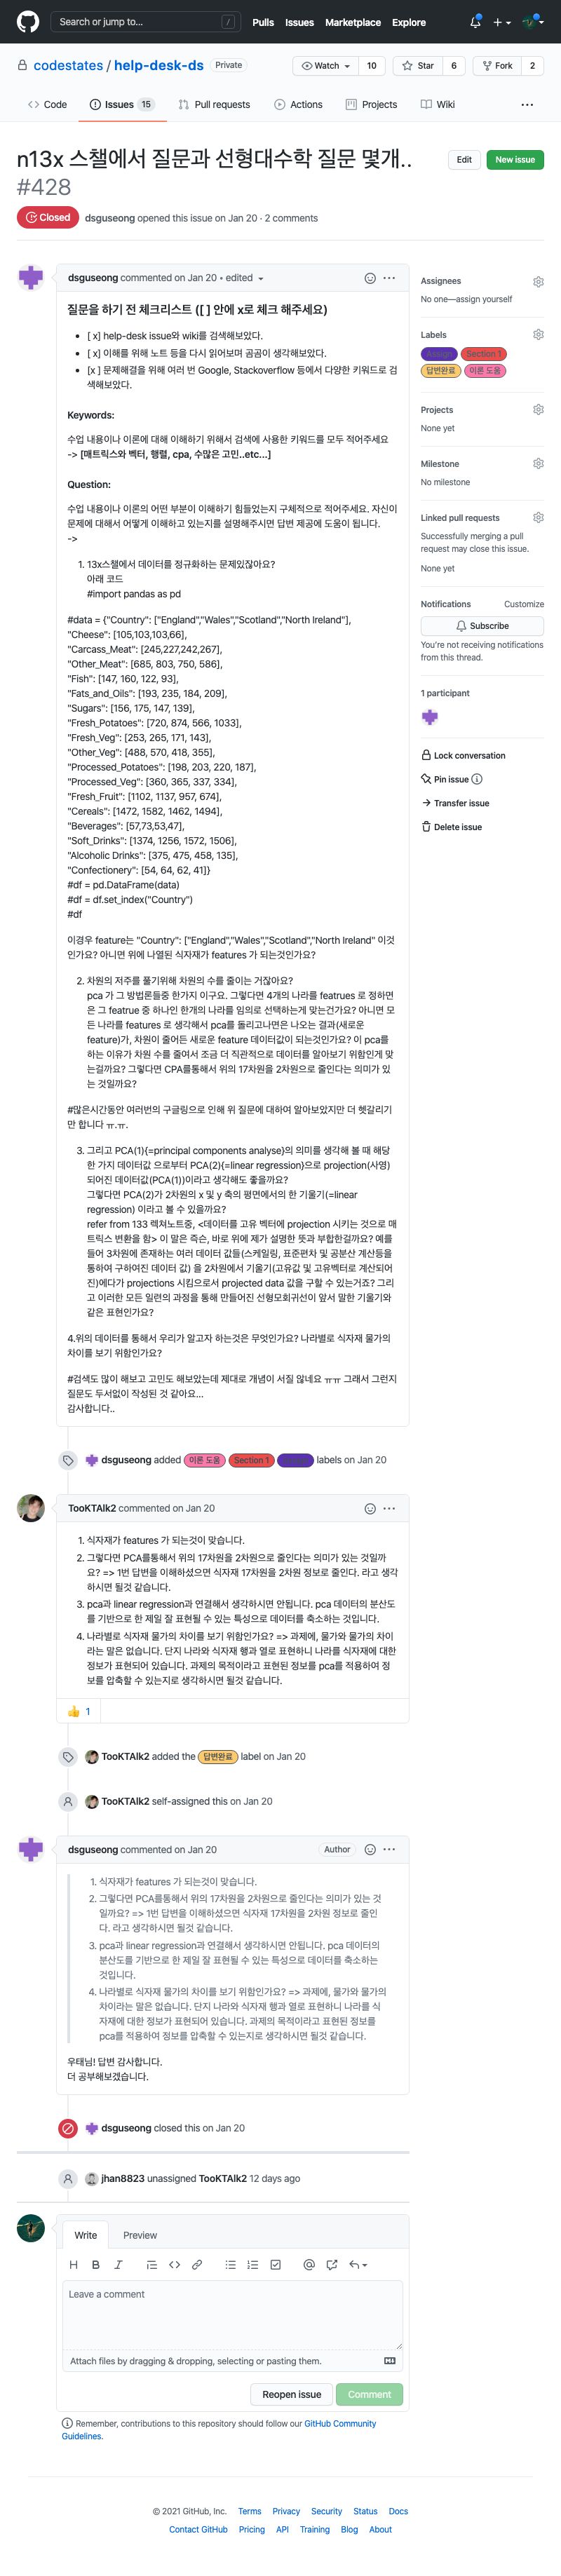 Search or jump to...
/
Pulls Issues Marketplace Explore
codestates / help-desk-ds Private
Watch 10
Star 6
Fork 2
Code
Issues 15
Pull requests
Actions
Projects
Wiki
n13x 스챌에서 질문과 선형대수학 질문 몇개..
#428
Edit
New issue
Closed
dsguseong opened this issue on Jan 20 · 2 comments
dsguseong commented on Jan 20 • edited
질문을 하기 전 체크리스트 ([ ] 안에 x로 체크 해주세요)
[ x] help-desk issue와 wiki를 검색해보았다.
[ x] 이해를 위해 노트 등을 다시 읽어보며 곰곰이 생각해보았다.
[x ] 문제해결을 위해 여러 번 Google, Stackoverflow 등에서 다양한 키워드로 검
색해보았다.
Keywords:
수업 내용이나 이론에 대해 이해하기 위해서 검색에 사용한 키워드를 모두 적어주세요
-> [매트릭스와 벡터, 행렬, cpa, 수많은 고민..etc...]
Question:
수업 내용이나 이론의 어떤 부분이 이해하기 힘들었는지 구체적으로 적어주세요. 자신이
문제에 대해서 어떻게 이해하고 있는지를 설명해주시면 답변 제공에 도움이 됩니다.
->
1. 13x스챌에서 데이터를 정규화하는 문제있잖아요?
아래 코드
#import pandas as pd
#data = {"Country": ["England","Wales","Scotland","North Ireland"],
"Cheese": [105,103,103,66],
"Carcass_Meat": [245,227,242,267],
"Other_Meat": [685, 803, 750, 586],
"Fish": [147, 160, 122, 93],
"Fats_and_Oils": [193, 235, 184, 209],
"Sugars": [156, 175, 147, 139],
"Fresh_Potatoes": [720, 874, 566, 1033],
"Fresh_Veg": [253, 265, 171, 143],
"Other_Veg": [488, 570, 418, 355],
"Processed_Potatoes": [198, 203, 220, 187],
"Processed_Veg": [360, 365, 337, 334],
"Fresh_Fruit": [1102, 1137, 957, 674],
"Cereals": [1472, 1582, 1462, 1494],
"Beverages": [57,73,53,47],
"Soft_Drinks": [1374, 1256, 1572, 1506],
"Alcoholic Drinks": [375, 475, 458, 135],
"Confectionery": [54, 64, 62, 41]}
#df = pd.DataFrame(data)
#df = df.set_index("Country")
#df
이경우 feature는 "Country": ["England","Wales","Scotland","North Ireland" 이것
인가요? 아니면 위에 나열된 식자재가 features 가 되는것인가요?
2. 차원의 저주를 풀기위해 차원의 수를 줄이는 거잖아요?
pca 가 그 방법론들중 한가지 이구요. 그렇다면 4개의 나라를 featrues 로 정하면
은 그 featrue 중 하나인 한개의 나라를 임의로 선택하는게 맞는건가요? 아니면 모
든 나라를 features 로 생각해서 pca를 돌리고나면은 나오는 결과(새로운
feature)가, 차원이 줄어든 새로운 feature 데이터값이 되는것인가요? 이 pca를
하는 이유가 차원 수를 줄여서 조금 더 직관적으로 데이터를 알아보기 위함인게 맞
는걸까요? 그렇다면 CPA를통해서 위의 17차원을 2차원으로 줄인다는 의미가 있
는 것일까요?
#많은시간동안 여러번의 구글링으로 인해 위 질문에 대하여 알아보았지만 더 헷갈리기
만 합니다 ㅠ.ㅠ.
3. 그리고 PCA(1){=principal components analyse}의 의미를 생각해 볼 때 해당
한 가지 데이터값 으로부터 PCA(2){=linear regression}으로 projection(사영)
되어진 데이터값(PCA(1))이라고 생각해도 좋을까요?
그렇다면 PCA(2)가 2차원의 x 및 y 축의 평면에서의 한 기울기(=linear
regression) 이라고 볼 수 있을까요?
refer from 133 렉쳐노트중, <데이터를 고유 벡터에 projection 시키는 것으로 매
트릭스 변환을 함> 이 말은 즉슨, 바로 위에 제가 설명한 뜻과 부합한걸까요? 예를
들어 3차원에 존재하는 여러 데이터 값들(스케일링, 표준편차 및 공분산 계산등을
통하여 구하여진 데이터 값) 을 2차원에서 기울기(고유값 및 고유벡터로 계산되어
진)에다가 projections 시킴으로서 projected data 값을 구할 수 있는거죠? 그리
고 이러한 모든 일련의 과정을 통해 만들어진 선형모회귀선이 앞서 말한 기울기와
같은 표현인가요?
4.위의 데이터를 통해서 우리가 알고자 하는것은 무엇인가요? 나라별로 식자재 물가의
차이를 보기 위함인가요?
#검색도 많이 해보고 고민도 해보았는데 제대로 개념이 서질 않네요 ㅠㅠ 그래서 그런지
질문도 두서없이 작성된 것 같아요...
감사합니다..
Assignees
No one—assign yourself
Labels
Section 1
답변완료 이론 도움
Projects
None yet
Milestone
No milestone
Linked pull requests
Successfully merging a pull
request may close this issue.
None yet
Notifications Customize
Subscribe
You're not receiving notifications
from this thread.
1 participant
Lock conversation
Pin issue
Transfer issue
Delete issue
dsguseong added 이론 도움 Section 1 labels on Jan 20
TooKTAlk2 commented on Jan 20
1. 식자재가 features 가 되는것이 맞습니다.
2. 그렇다면 PCA를통해서 위의 17차원을 2차원으로 줄인다는 의미가 있는 것일까
요? => 1번 답변을 이해하셨으면 식자재 17차원을 2차원 정보로 줄인다. 라고 생각
하시면 될것 같습니다.
3. pca과 linear regression과 연결해서 생각하시면 안됩니다. pca 데이터의 분산도
를 기반으로 한 제일 잘 표현될 수 있는 특성으로 데이터를 축소하는 것입니다.
4. 나라별로 식자재 물가의 차이를 보기 위함인가요? => 과제에, 물가와 물가의 차이
라는 말은 없습니다. 단지 나라와 식자재 행과 열로 표현하니 나라를 식자재에 대한
정보가 표현되어 있습니다. 과제의 목적이라고 표현된 정보를 pca를 적용하여 정
보를 압축할 수 있는지로 생각하시면 될것 같습니다.
👍 1
TooKTAlk2 added the 답변완료 label on Jan 20
TooKTAlk2 self-assigned this on Jan 20
dsguseong commented on Jan 20 Author
1. 식자재가 features 가 되는것이 맞습니다.
2. 그렇다면 PCA를통해서 위의 17차원을 2차원으로 줄인다는 의미가 있는 것
일까요? => 1번 답변을 이해하셨으면 식자재 17차원을 2차원 정보로 줄인
다. 라고 생각하시면 될것 같습니다.
3. pca과 linear regression과 연결해서 생각하시면 안됩니다. pca 데이터의
분산도를 기반으로 한 제일 잘 표현될 수 있는 특성으로 데이터를 축소하는
것입니다.
4. 나라별로 식자재 물가의 차이를 보기 위함인가요? => 과제에, 물가와 물가의
차이라는 말은 없습니다. 단지 나라와 식자재 행과 열로 표현하니 나라를 식
자재에 대한 정보가 표현되어 있습니다. 과제의 목적이라고 표현된 정보를
pca를 적용하여 정보를 압축할 수 있는지로 생각하시면 될것 같습니다.
우태님! 답변 감사합니다.
더 공부해보겠습니다.
dsguseong closed this on Jan 20
jhan8823 unassigned TooKTAlk2 12 days ago
Write Preview
Leave a comment
Attach files by dragging & dropping, selecting or pasting them.
Reopen issue
Comment
Remember, contributions to this repository should follow our GitHub Community
Guidelines.
© 2021 GitHub, Inc. Terms Privacy Security Status Docs
Contact GitHub Pricing API Training Blog About